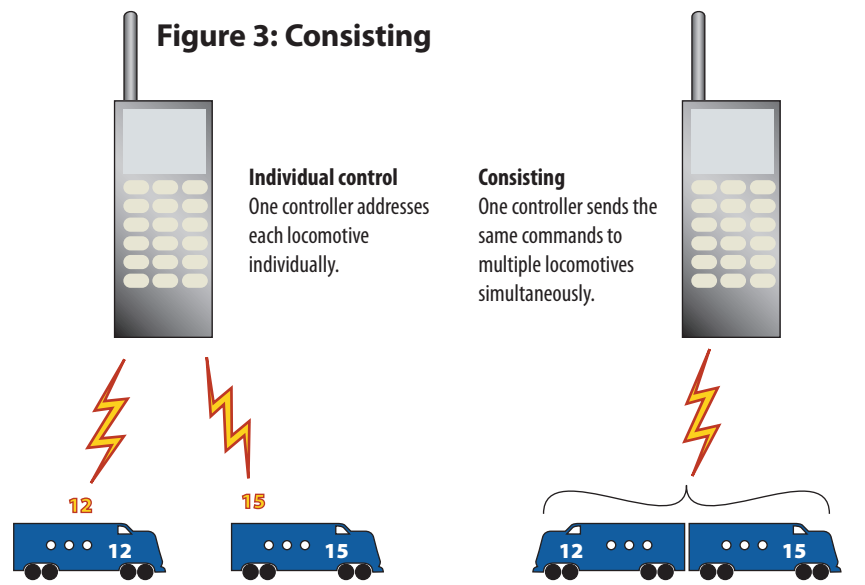 Figure 3: Consisting
Individual control
One controller addresses
each locomotive
individually.
Consisting
One controller sends the
same commands to
multiple locomotives
simultaneously.
12
15
12
15
12
15